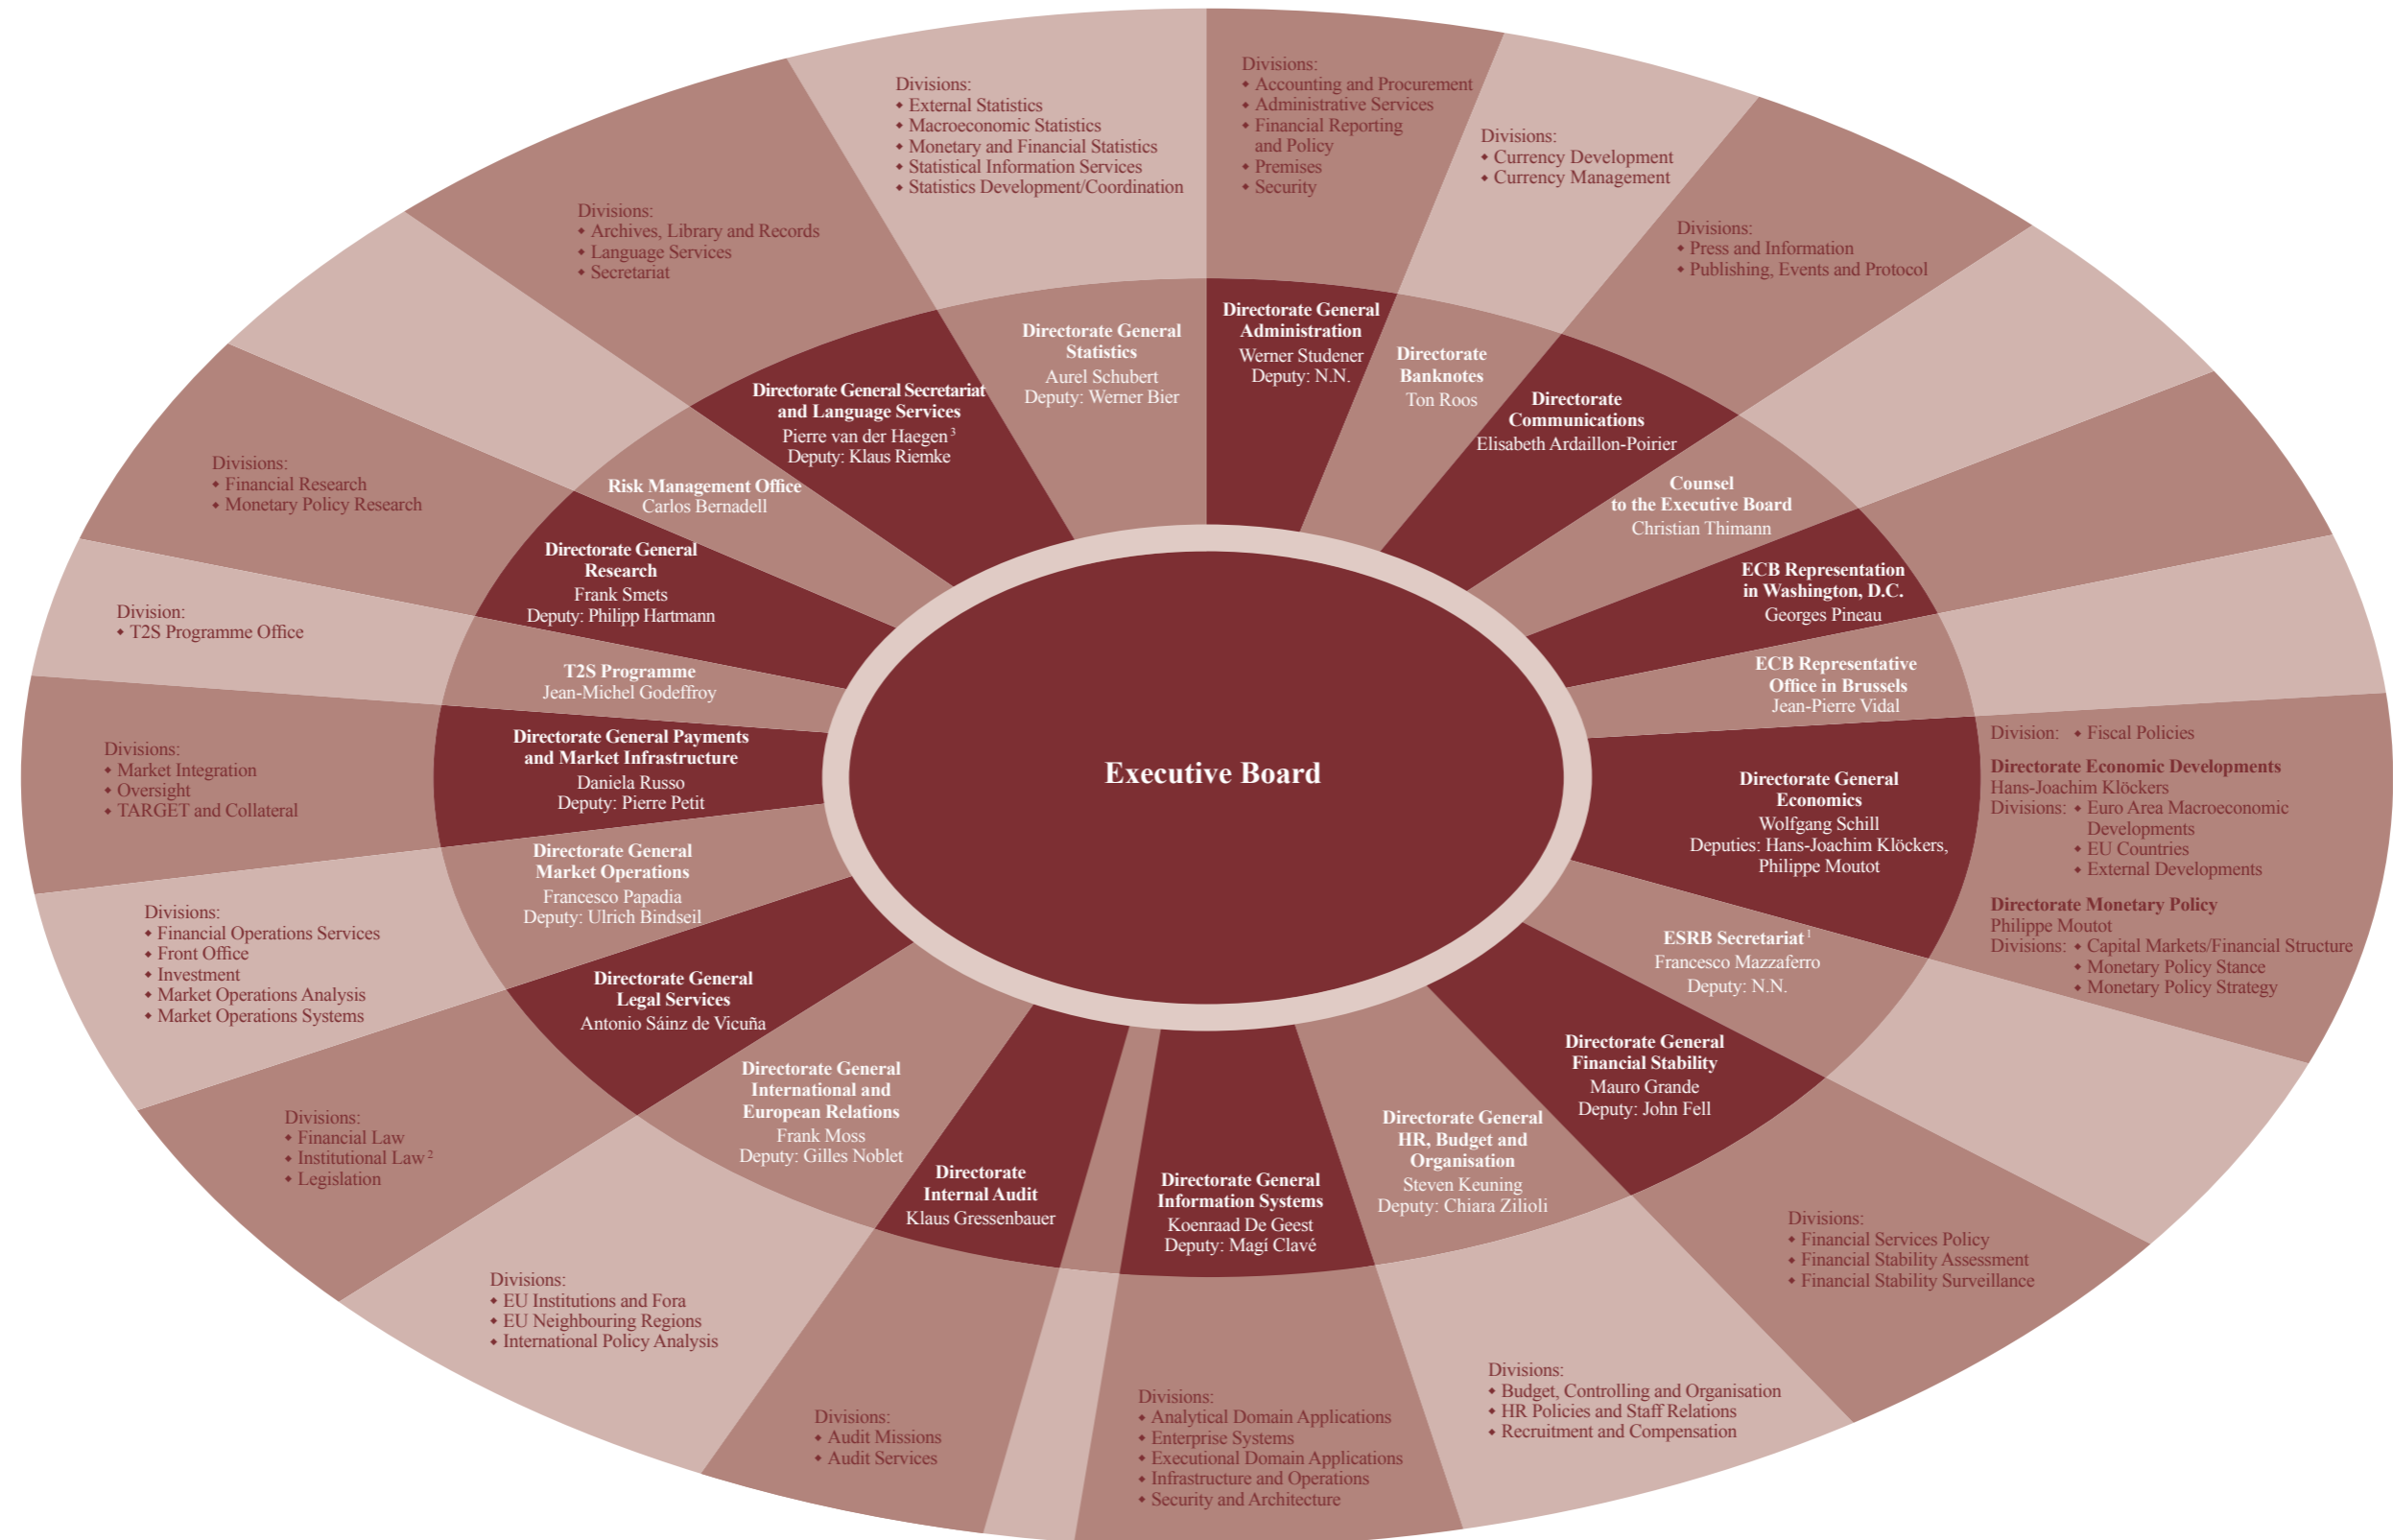 Executive Board
Divisions:
◆ Accounting and Procurement
◆ Administrative Services
◆ Financial Reporting
and Policy
◆ Premises
◆ Security
Directorate General
Administration
Werner Studener
Deputy: N.N.
Divisions:
◆ Currency Development
◆ Currency Management
Directorate
Banknotes
Ton Roos
Divisions:
◆ Press and Information
◆ Publishing, Events and Protocol
Directorate
Communications
Elisabeth Ardaillon-Poirier
Counsel
to the Executive Board
Christian Thimann
ECB Representation
in Washington, D.C.
Georges Pineau
ECB Representative
Office in Brussels
Jean-Pierre Vidal
Directorate General
Economics
Wolfgang Schill
Deputies: Hans-Joachim Klöckers,
Philippe Moutot
Division: ◆ Fiscal Policies
Directorate Economic Developments
Hans-Joachim Klöckers
Divisions: ◆ Euro Area Macroeconomic
Developments
◆ EU Countries
◆ External Developments
Directorate Monetary Policy
Philippe Moutot
Divisions: ◆ Capital Markets/Financial Structure
◆ Monetary Policy Stance
◆ Monetary Policy Strategy
ESRB Secretariat 1
Francesco Mazzaferro
Deputy: N.N.
Directorate General
Financial Stability
Mauro Grande
Deputy: John Fell
Divisions:
◆ Financial Services Policy
◆ Financial Stability Assessment
◆ Financial Stability Surveillance
Directorate General
HR, Budget and
Organisation
Steven Keuning
Deputy: Chiara Zilioli
Divisions:
◆ Budget, Controlling and Organisation
◆ HR Policies and Staff Relations
◆ Recruitment and Compensation
Directorate General
Information Systems
Koenraad De Geest
Deputy: Magí Clavé
Divisions:
◆ Analytical Domain Applications
◆ Enterprise Systems
◆ Executional Domain Applications
◆ Infrastructure and Operations
◆ Security and Architecture
Directorate
Internal Audit
Klaus Gressenbauer
Divisions:
◆ Audit Missions
◆ Audit Services
Directorate General
International and
European Relations
Frank Moss
Deputy: Gilles Noblet
Divisions:
◆ EU Institutions and Fora
◆ EU Neighbouring Regions
◆ International Policy Analysis
Directorate General
Legal Services
Antonio Sáinz de Vicuña
Divisions:
◆ Financial Law
◆ Institutional Law 2
◆ Legislation
Directorate General
Market Operations
Francesco Papadia
Deputy: Ulrich Bindseil
Divisions:
◆ Financial Operations Services
◆ Front Office
◆ Investment
◆ Market Operations Analysis
◆ Market Operations Systems
Directorate General Payments
and Market Infrastructure
Daniela Russo
Deputy: Pierre Petit
Divisions:
◆ Market Integration
◆ Oversight
◆ TARGET and Collateral
T2S Programme
Jean-Michel Godeffroy
Division:
◆ T2S Programme Office
Directorate General
Research
Frank Smets
Deputy: Philipp Hartmann
Divisions:
◆ Financial Research
◆ Monetary Policy Research
Risk Management Office
Carlos Bernadell
Directorate General Secretariat
and Language Services
Pierre van der Haegen 3
Deputy: Klaus Riemke
Divisions:
◆ Archives, Library and Records
◆ Language Services
◆ Secretariat
Directorate General
Statistics
Aurel Schubert
Deputy: Werner Bier
Divisions:
◆ External Statistics
◆ Macroeconomic Statistics
◆ Monetary and Financial Statistics
◆ Statistical Information Services
◆ Statistics Development/Coordination